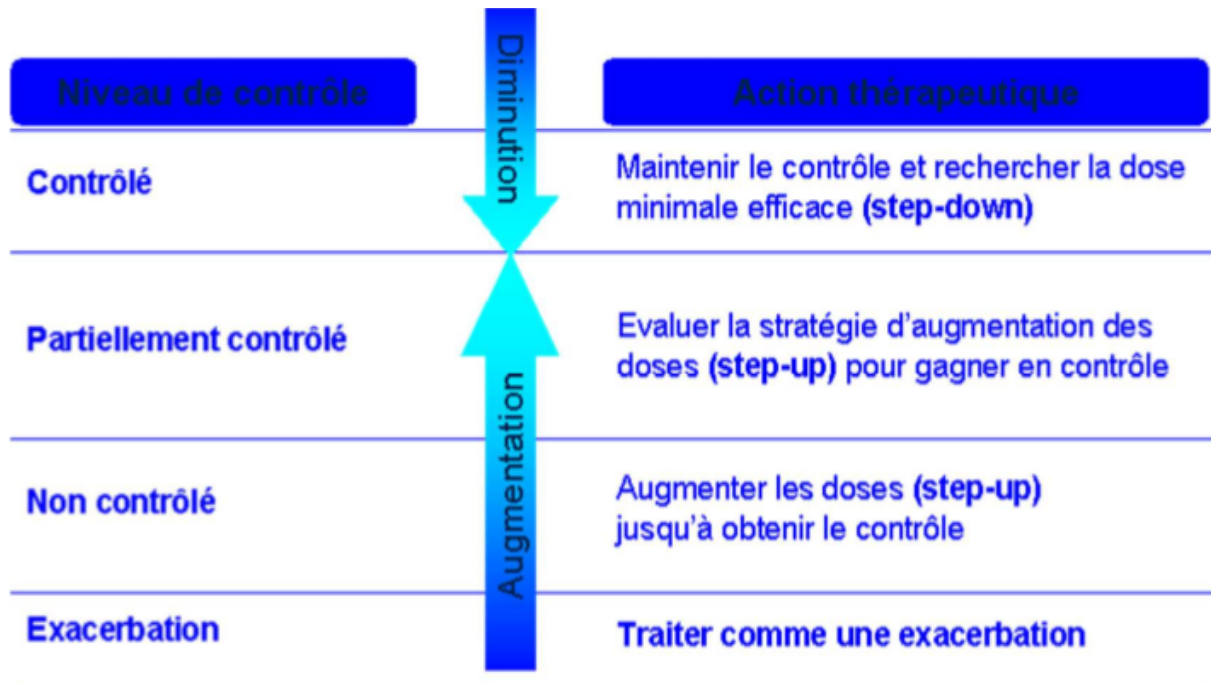 Niveau de contrôle
Diminution
Action thérapeutique
Contrôlé
Maintenir le contrôle et rechercher la dose
minimale efficace (step-down)
Partiellement contrôlé
Evaluer la stratégie d'augmentation des
doses (step-up) pour gagner en contrôle
Augmentation
Non contrôlé
Augmenter les doses (step-up)
jusqu'à obtenir le contrôle
Exacerbation
Traiter comme une exacerbation